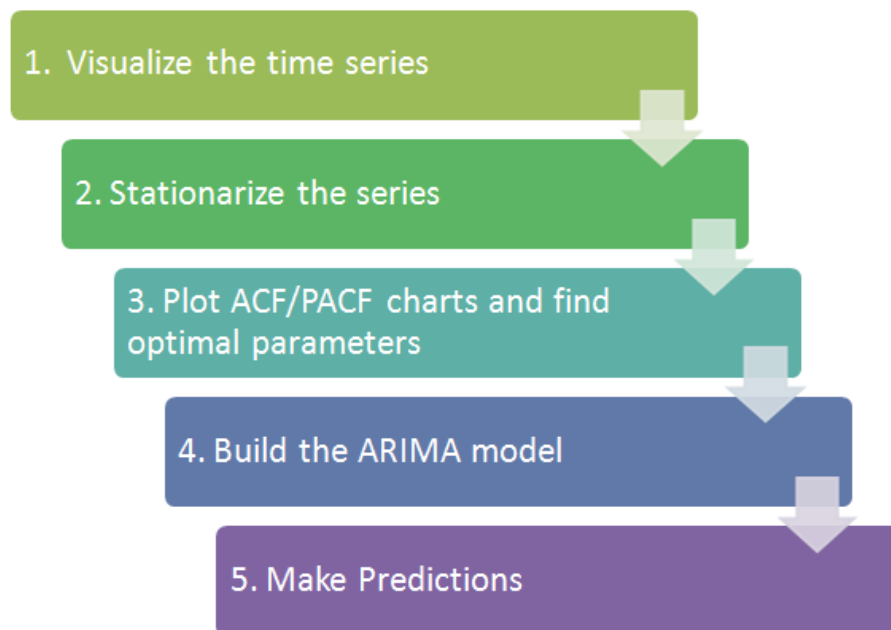 1. Visualize the time series
2. Stationarize the series
3. Plot ACF/PACF charts and find
optimal parameters
4. Build the ARIMA model
5. Make Predictions